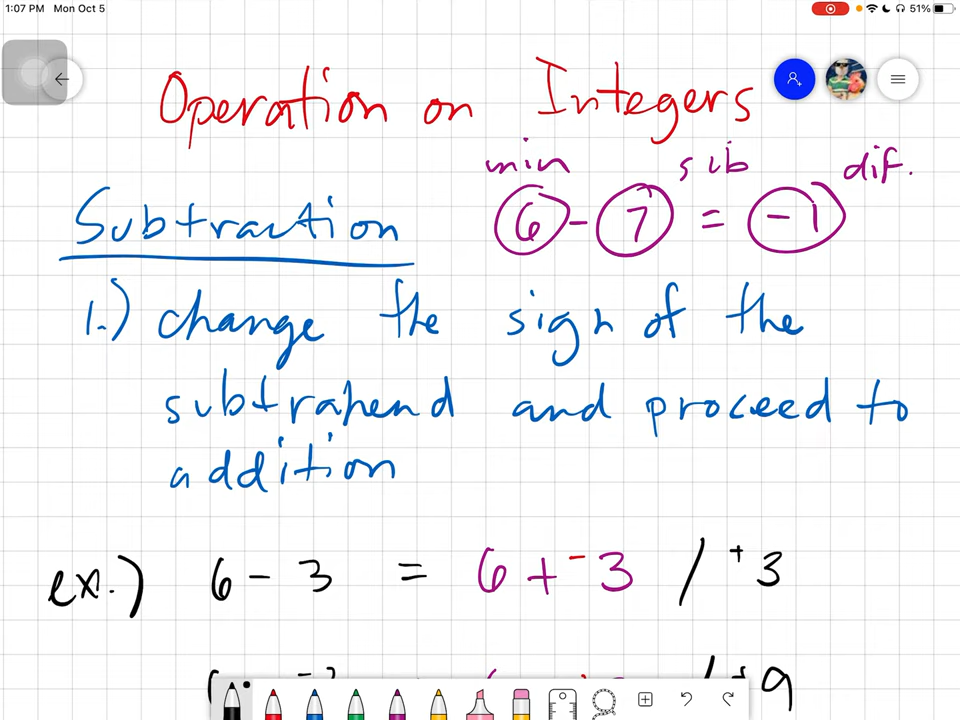 1:07 PM Mon Oct 5
51%
Operation on Integers
min sub dif.
6 - 7 = -1
Subtraction
1.) change the sign of the
subtrahend and proceed to
addition
ex.) 6 - 3 = 6 + -3 / +3